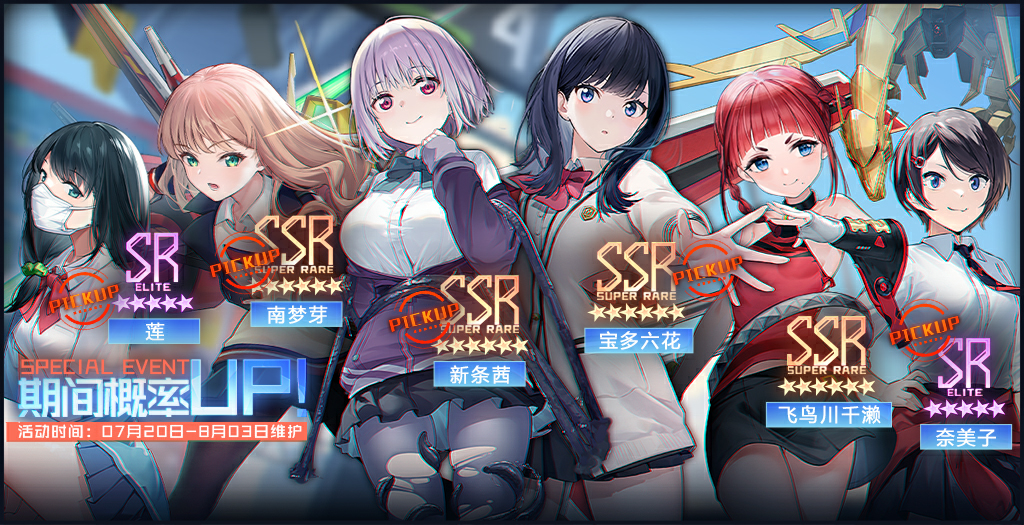 4
SR
ELITE
PICKUP
莲
SSR
SUPER RARE
PICKUP
南梦芽
SSR
SUPER RARE
PICKUP
新条茜
SSR
SUPER RARE
PICKUP
宝多六花
SSR
SUPER RARE
飞鸟川千濑
PICKUP
SR
ELITE
奈美子
SPECIAL EVENT
期间概率UP!
活动时间：07月20日-8月03日维护